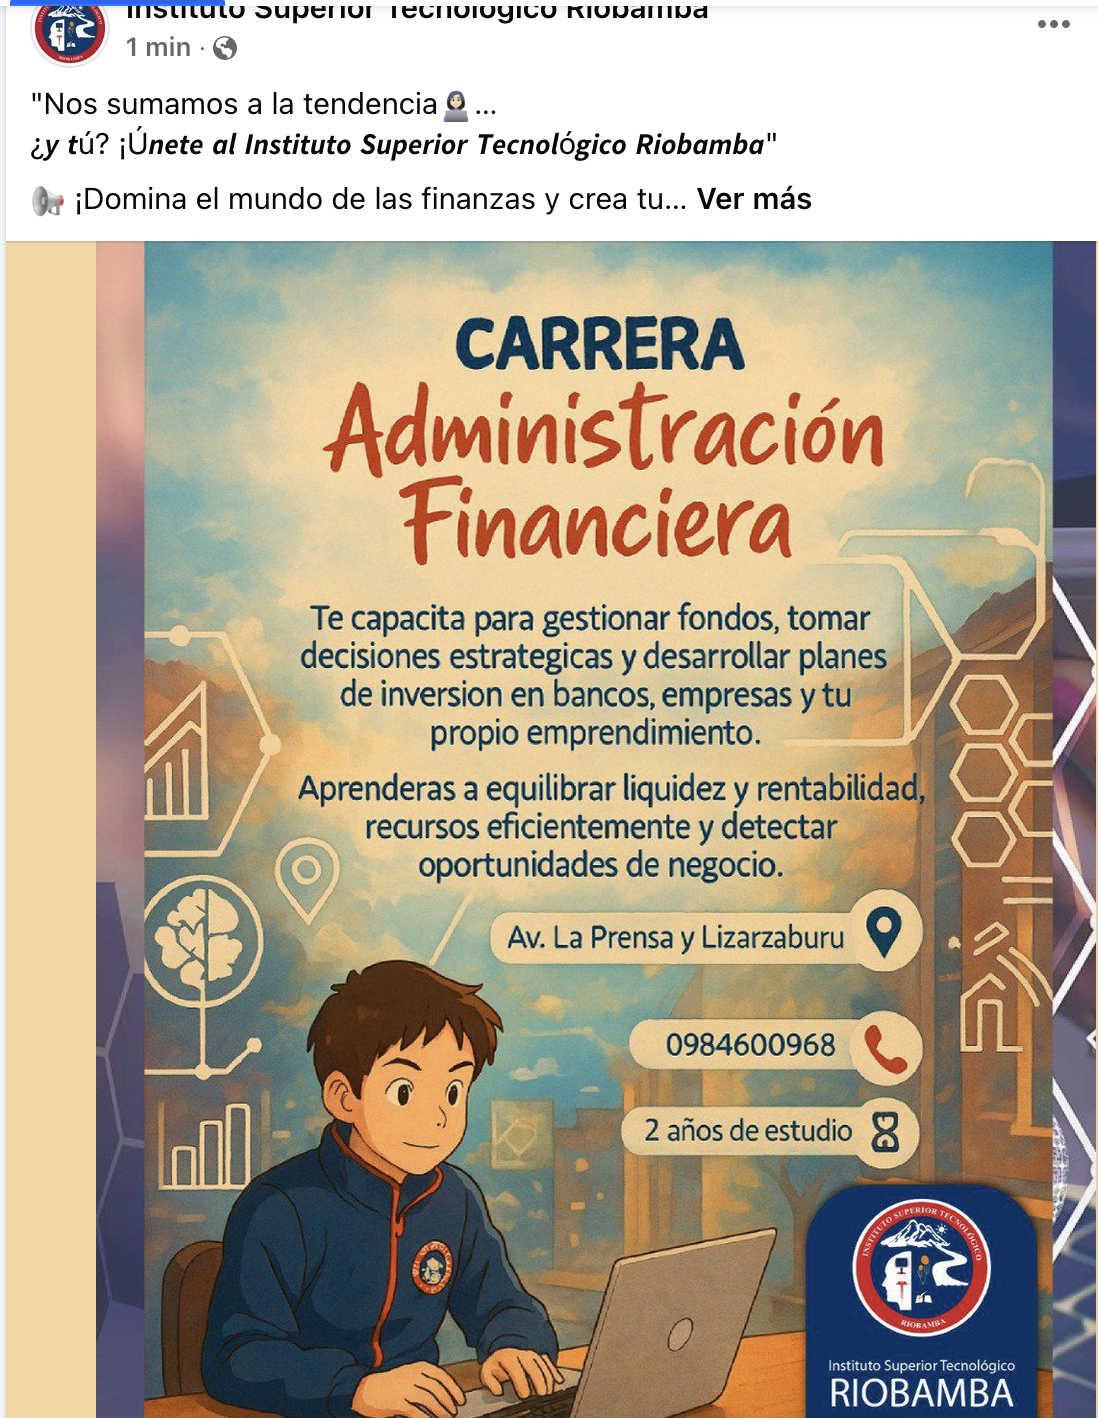 Instituto Superior Tecnológico Riobamba
1 min ·
"Nos sumamos a la tendencia...
¿y tú? ¡Únete al Instituto Superior Tecnológico Riobamba"
¡Domina el mundo de las finanzas y crea tu... Ver más
CARRERA
Administración
Financiera
Te capacita para gestionar fondos, tomar
decisiones estrategicas y desarrollar planes
de inversion en bancos, empresas y tu
propio emprendimiento.
Aprenderas a equilibrar liquidez y rentabilidad,
recursos eficientemente y detectar
oportunidades de negocio.
Av. La Prensa y Lizarzaburu
0984600968
2 años de estudio
INSTITUTO SUPERIOR TECNOLÓGICO
RIOBAMBA
Instituto Superior Tecnológico
RIOBAMBA